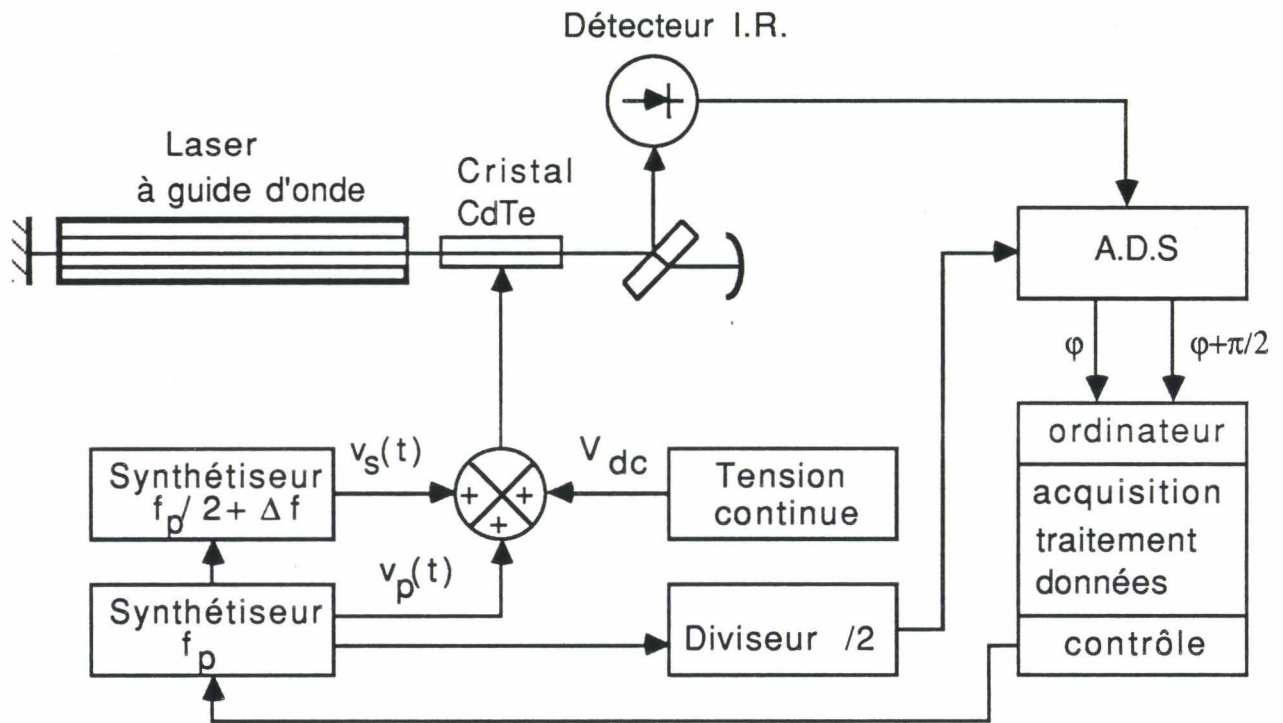 Détecteur I.R.
Laser
à guide d'onde
Cristal
CdTe
A.D.S
φ
φ+π/2
ordinateur
acquisition
traitement
données
contrôle
v_s(t)
V_dc
Synthétiseur
f_p/2+ Δf
+
+
+
Tension
continue
v_p(t)
Synthétiseur
f_p
Diviseur /2